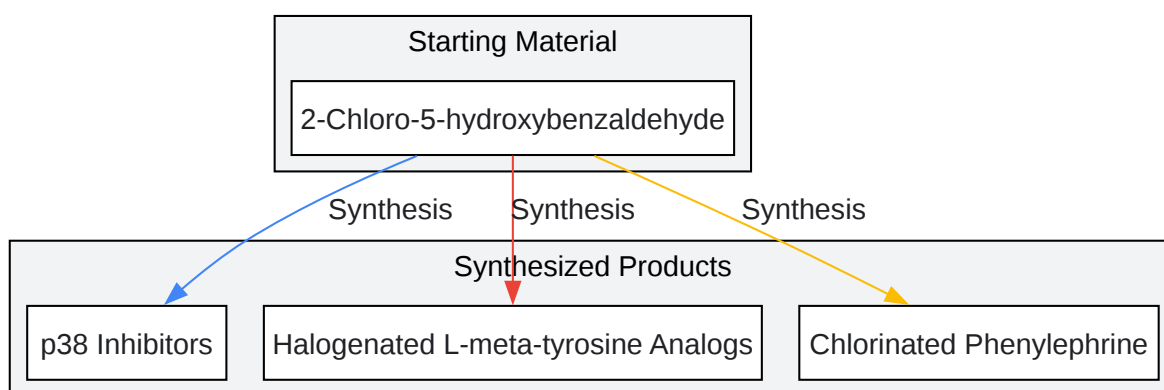 Starting Material
2-Chloro-5-hydroxybenzaldehyde
Synthesis
Synthesis
Synthesis
Synthesized Products
p38 Inhibitors
Halogenated L-meta-tyrosine Analogs
Chlorinated Phenylephrine